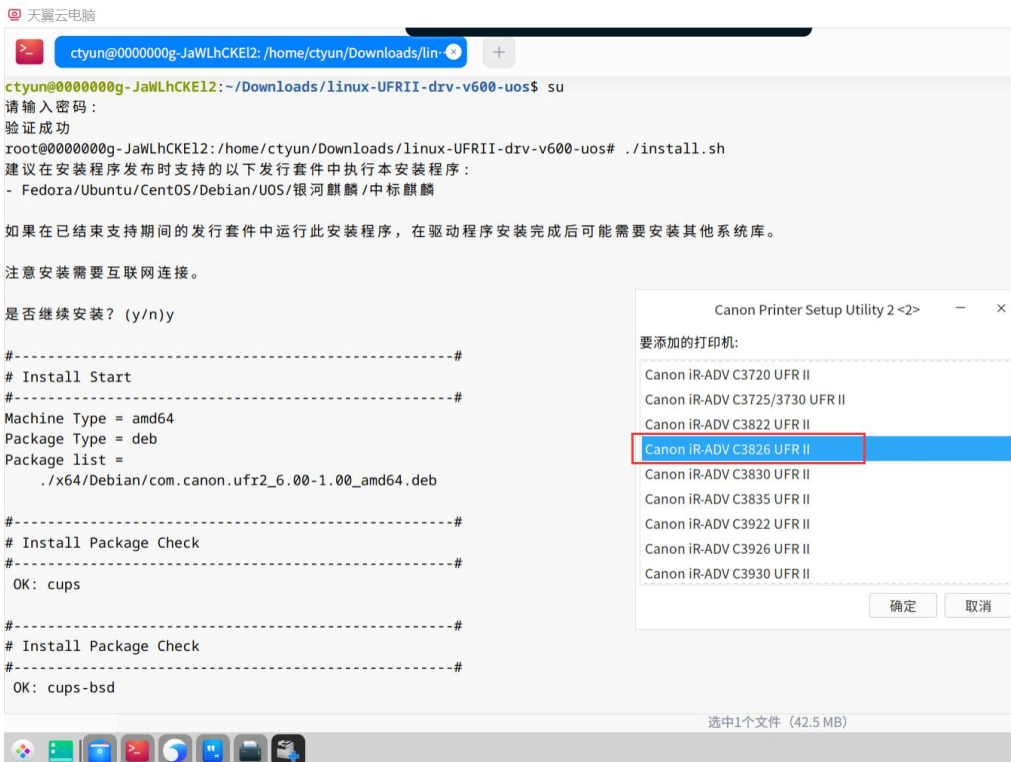 天翼云电脑
ctyun@0000000g-JaWLhCKEl2: /home/ctyun/Downloads/lin··
ctyun@0000000g-JaWLhCKEl2:~/Downloads/linux-UFRII-drv-v600-uos$ su
请输入密码:
验证成功
root@0000000g-JaWLhCKEl2:/home/ctyun/Downloads/linux-UFRII-drv-v600-uos# ./install.sh
建议在安装程序发布时支持的以下发行套件中执行本安装程序:
- Fedora/Ubuntu/CentOS/Debian/UOS/银河麒麟/中标麒麟
如果在已结束支持期间的发行套件中运行此安装程序，在驱动程序安装完成后可能需要安装其他系统库。
注意安装需要互联网连接。
是否继续安装? (y/n)y
#----------------------------------------------------#
# Install Start
#----------------------------------------------------#
Machine Type = amd64
Package Type = deb
Package list =
./x64/Debian/com.canon.ufr2_6.00-1.00_amd64.deb
#----------------------------------------------------#
# Install Package Check
#----------------------------------------------------#
OK: cups
#----------------------------------------------------#
# Install Package Check
#----------------------------------------------------#
OK: cups-bsd
Canon Printer Setup Utility 2 <2>
要添加的打印机:
Canon iR-ADV C3720 UFR II
Canon iR-ADV C3725/3730 UFR II
Canon iR-ADV C3822 UFR II
Canon iR-ADV C3826 UFR II
Canon iR-ADV C3830 UFR II
Canon iR-ADV C3835 UFR II
Canon iR-ADV C3922 UFR II
Canon iR-ADV C3926 UFR II
Canon iR-ADV C3930 UFR II
确定 取消
选中1个文件（42.5 MB）